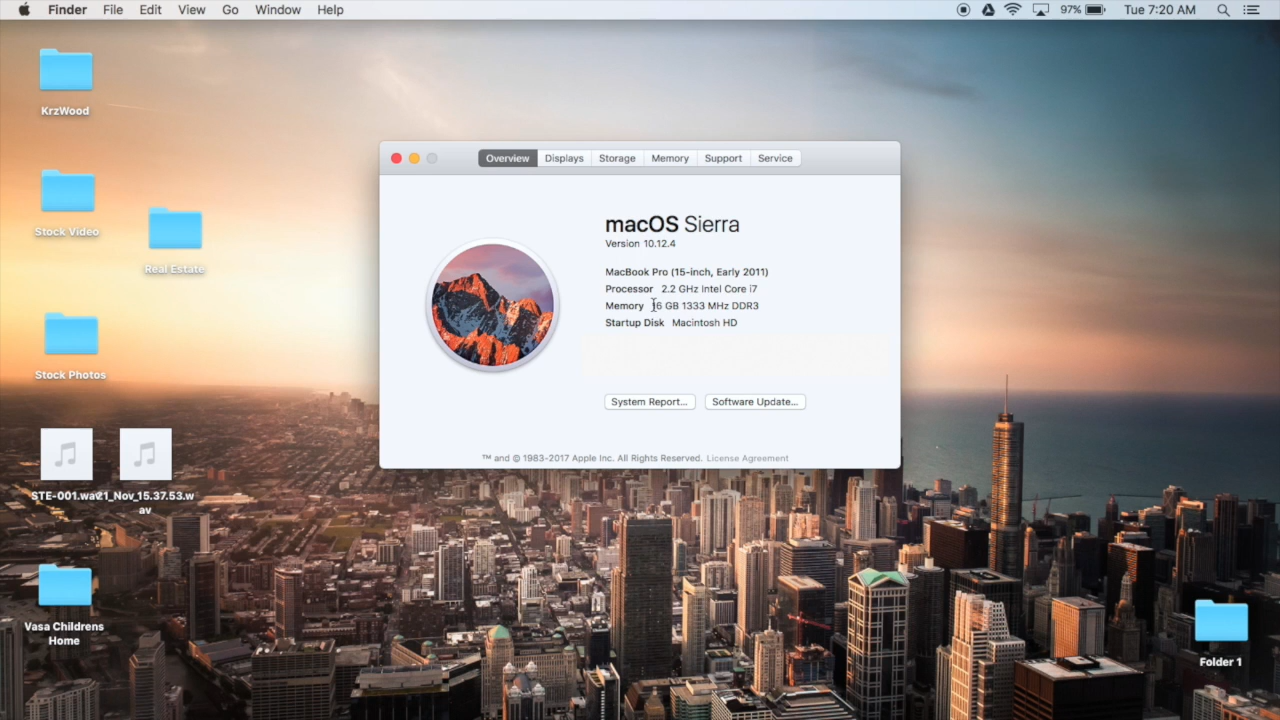 Finder File Edit View Go Window Help 97% Tue 7:20 AM
KrzWood
Stock Video
Real Estate
Stock Photos
STE-001.wav
21_Nov_15.37.53.w
av
Vasa Childrens
Home
Overview Displays Storage Memory Support Service
macOS Sierra
Version 10.12.4
MacBook Pro (15-inch, Early 2011)
Processor 2.2 GHz Intel Core i7
Memory 16 GB 1333 MHz DDR3
Startup Disk Macintosh HD
System Report... Software Update...
™ and © 1983-2017 Apple Inc. All Rights Reserved. License Agreement
Folder 1